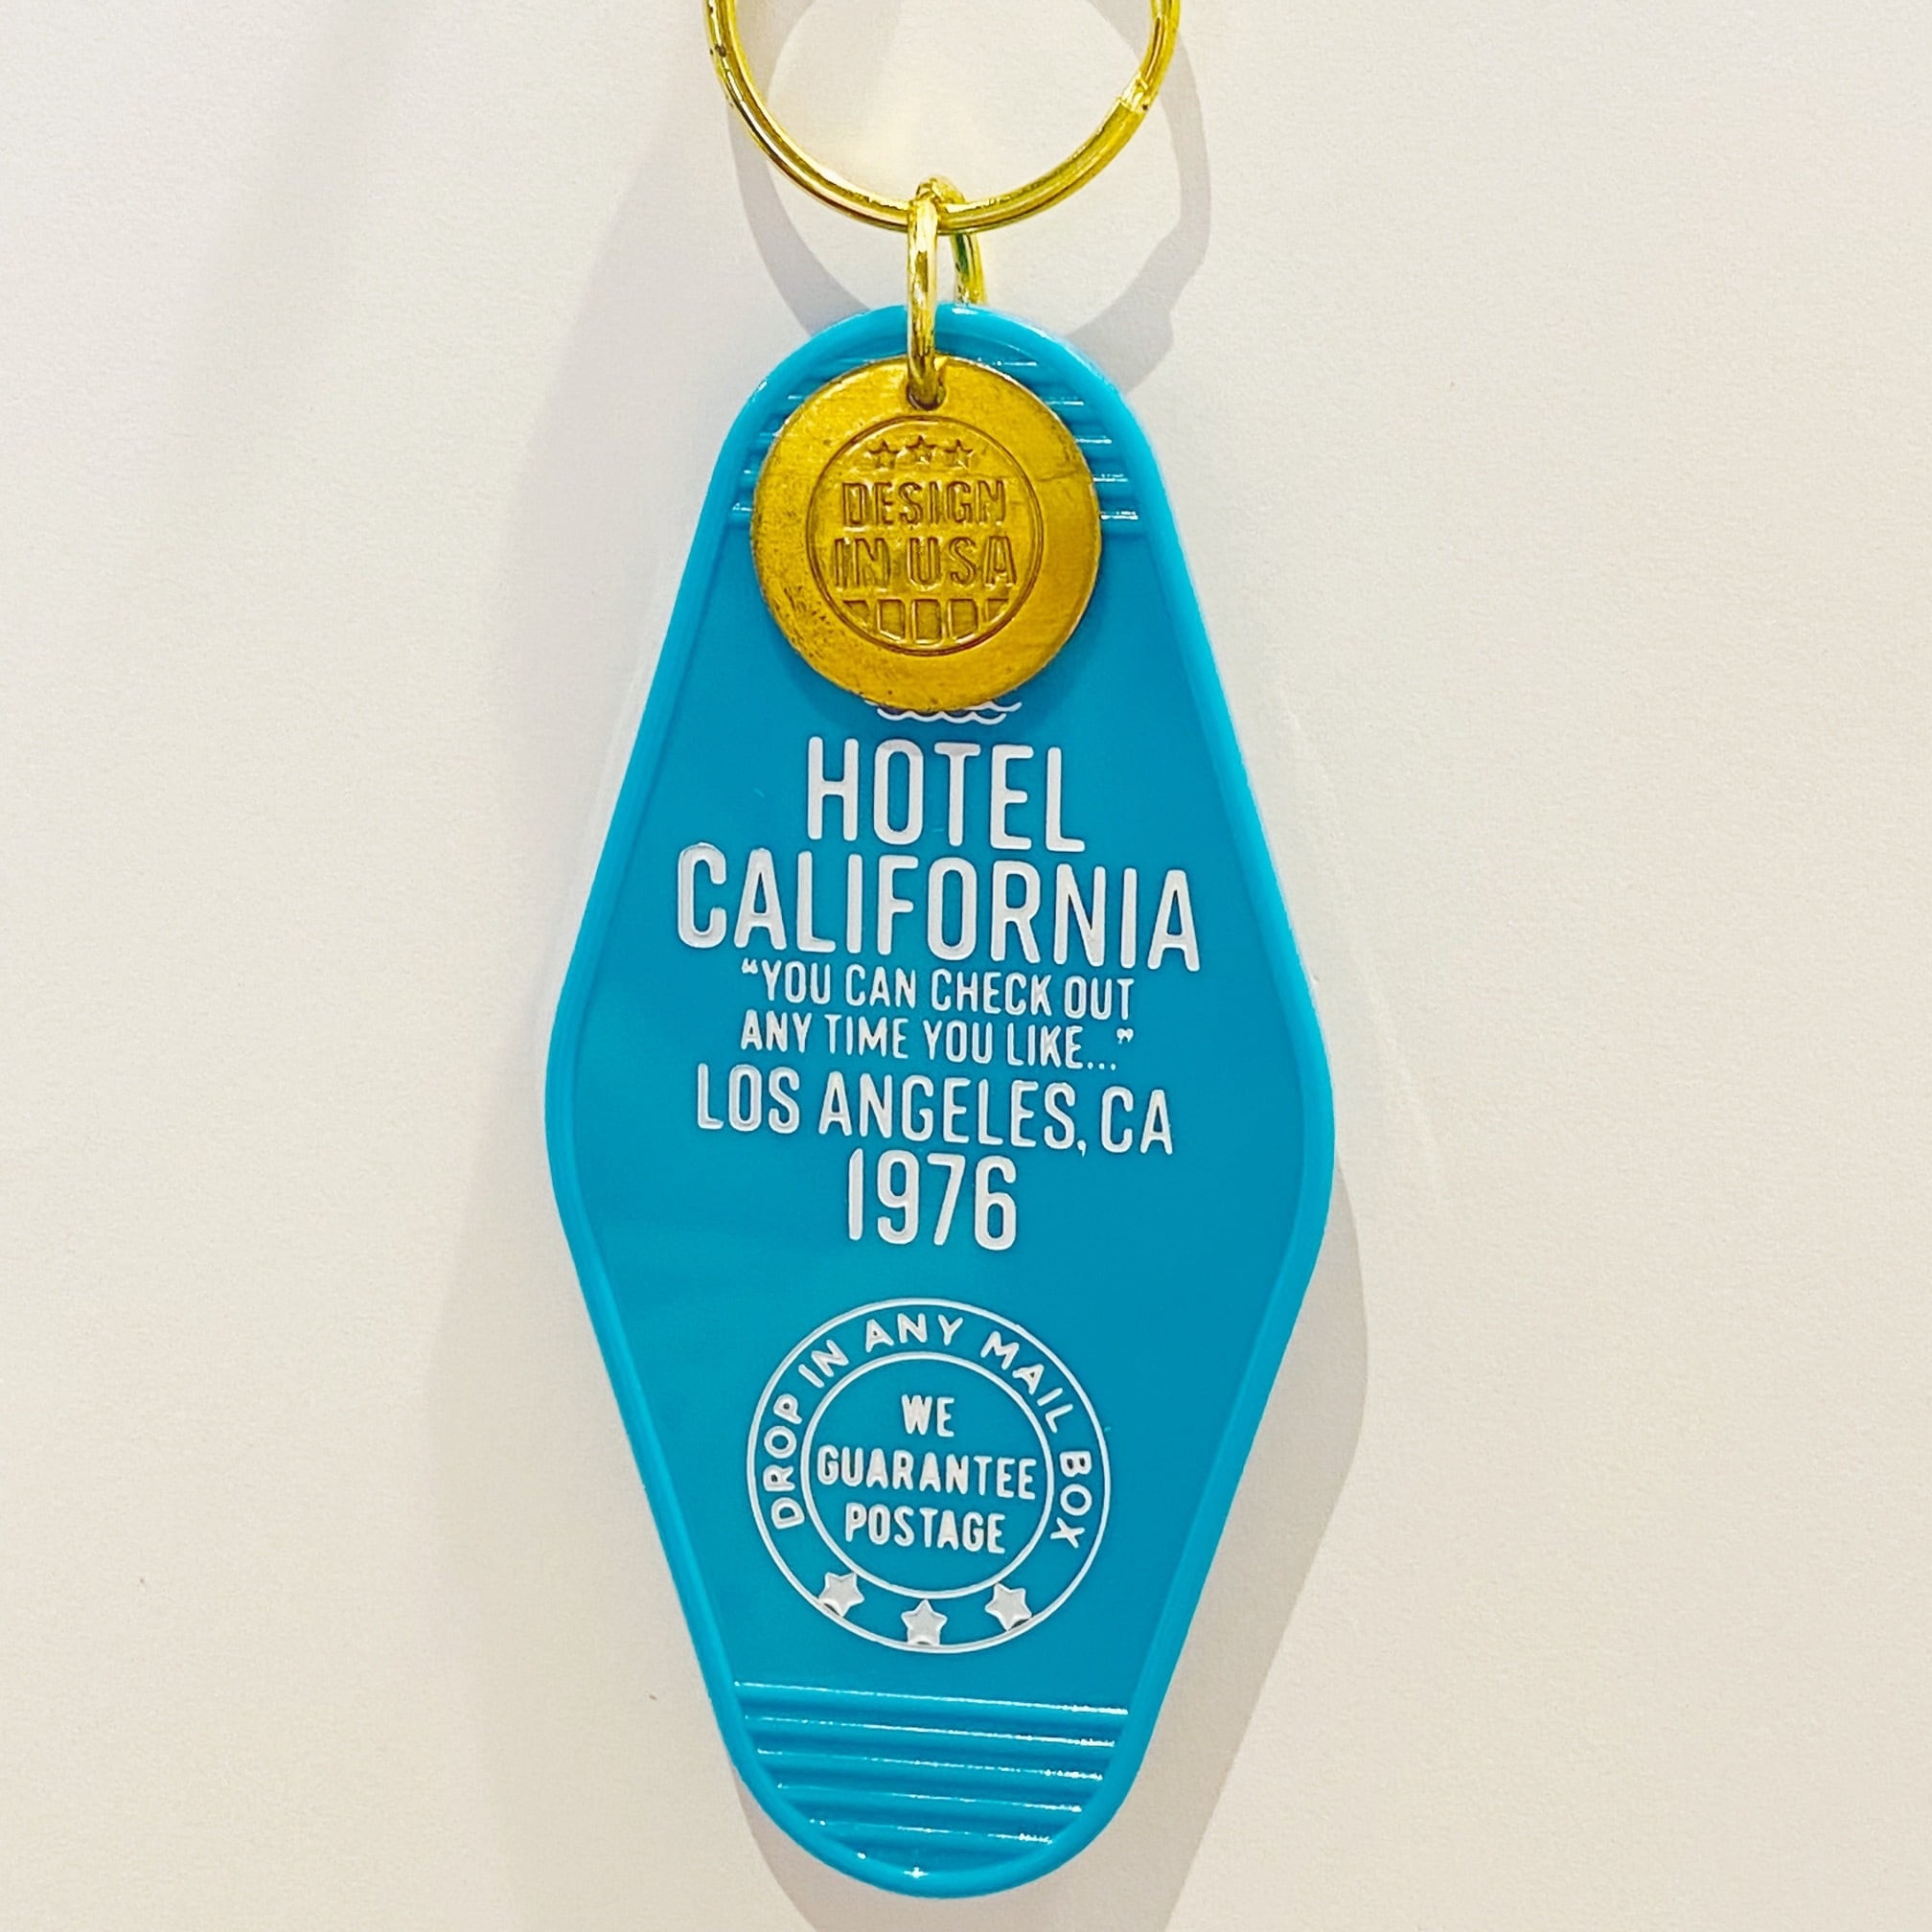 DESIGN
IN USA
HOTEL
CALIFORNIA
“YOU CAN CHECK OUT
ANY TIME YOU LIKE...”
LOS ANGELES, CA
1976
DROP IN ANY MAIL BOX
WE
GUARANTEE
POSTAGE